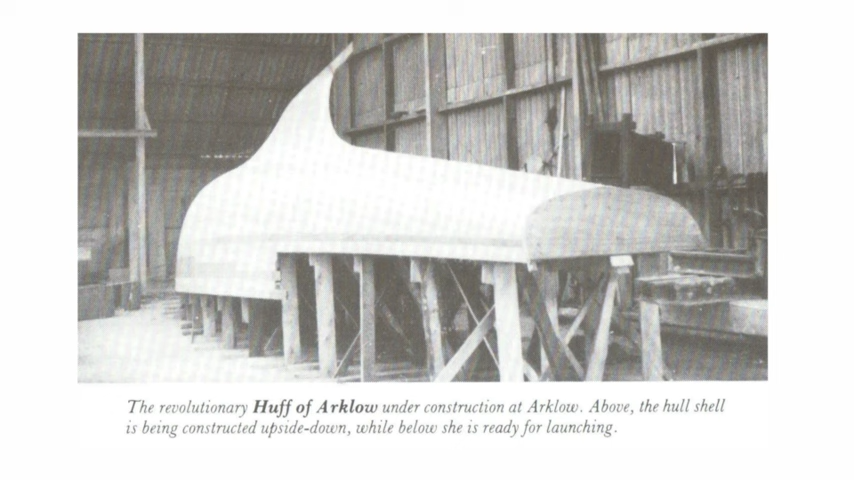 The revolutionary Huff of Arklow under construction at Arklow. Above, the hull shell
is being constructed upside-down, while below she is ready for launching.